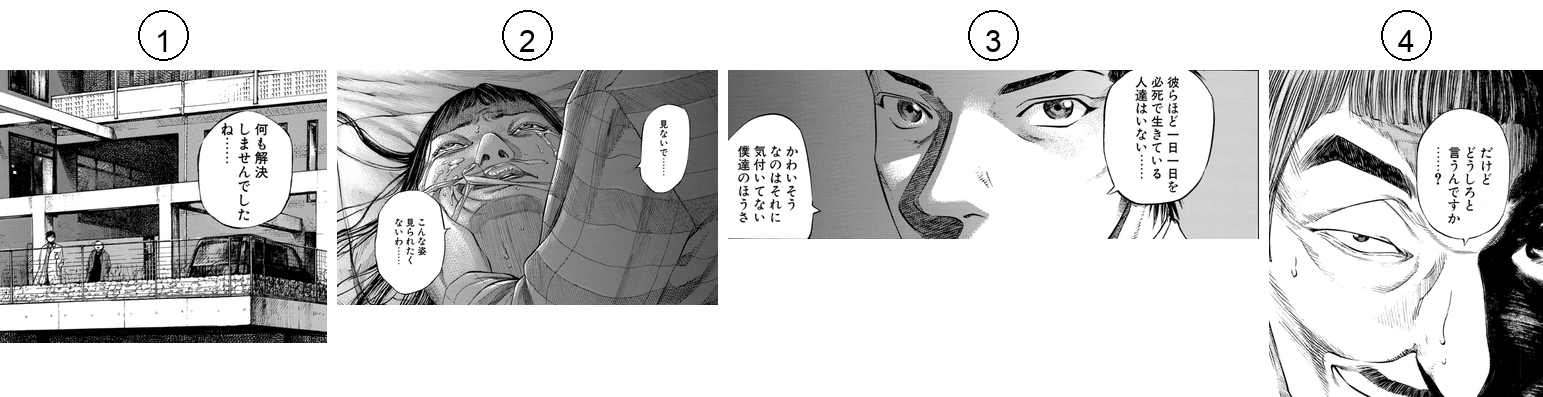 1
何も解決
しませんでした
ね……
2
見ないで……
こんな姿
見られたく
ないわ……
3
彼らほど一日一日を
必死で生きている
人達はいない……
かわいそう
なのはそれに
気付いてない
僕達のほうさ
4
だけど
どうしろと
言うんですか
……?